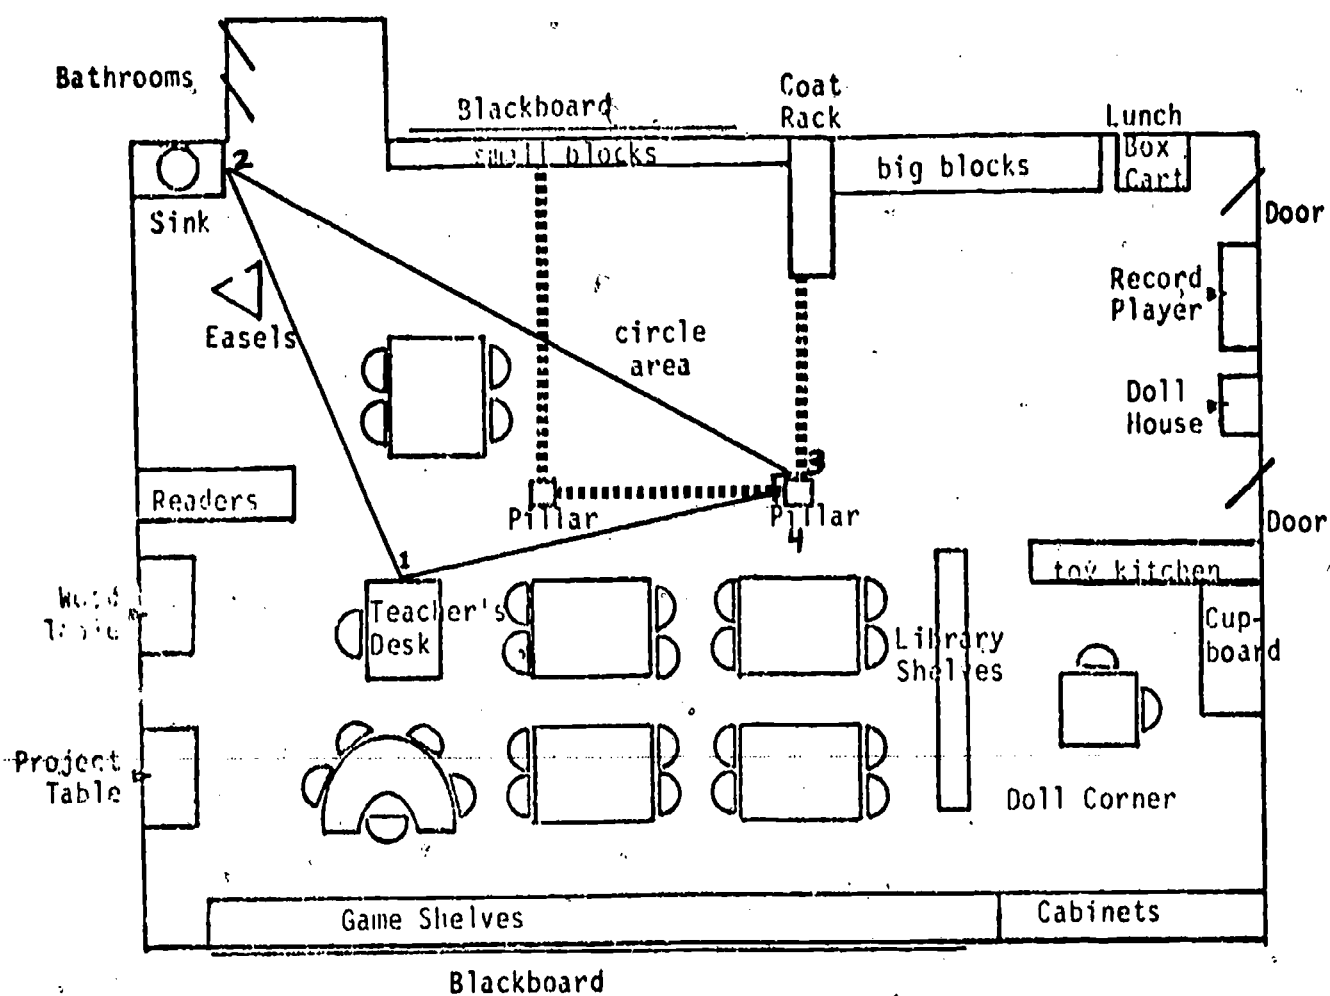 Bathrooms
Blackboard
Coat
Rack
Lunch
Box
Cart
small blocks
big blocks
2
Sink
Door
Record
Player
Easels
circle
area
Doll
House
3
Readers
Pillar
Pillar
4
Door
1
toy kitchen
Teacher's
Desk
Table
Library
Shelves
Cup-
board
Project
Table
Doll Corner
Game Shelves
Cabinets
Blackboard